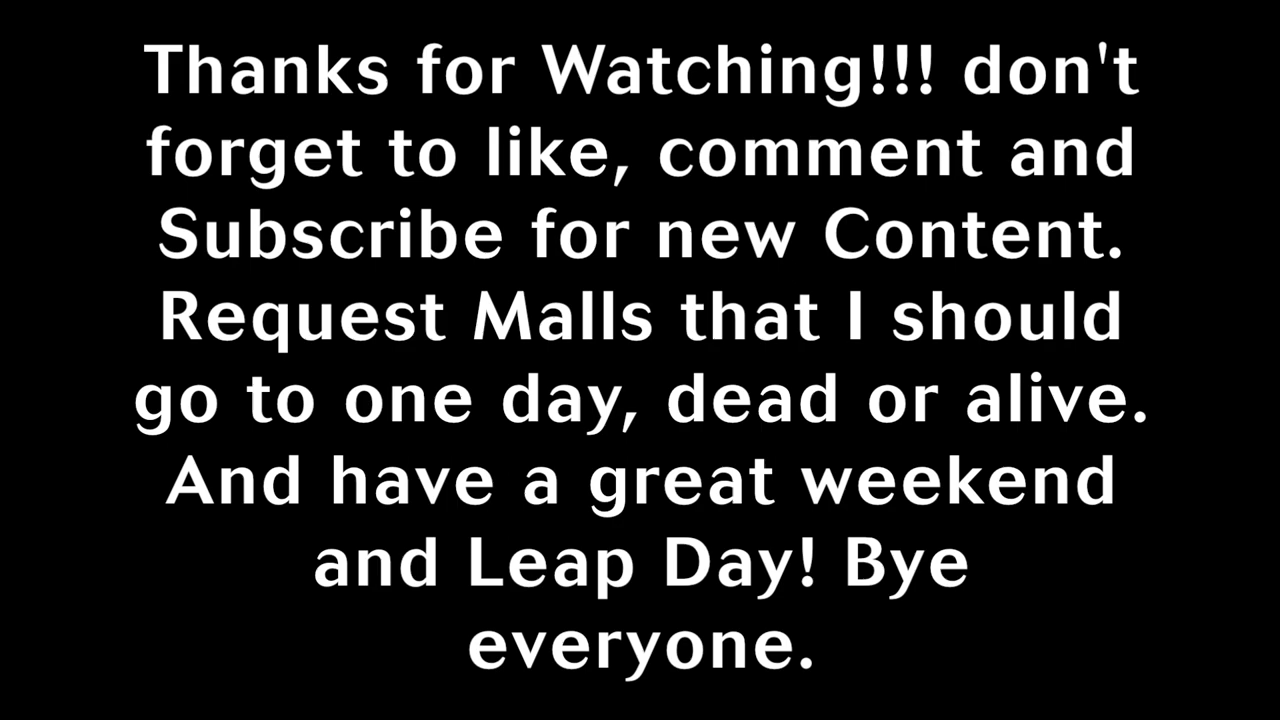 Thanks for Watching!!! don't
forget to like, comment and
Subscribe for new Content.
Request Malls that I should
go to one day, dead or alive.
And have a great weekend
and Leap Day! Bye
everyone.